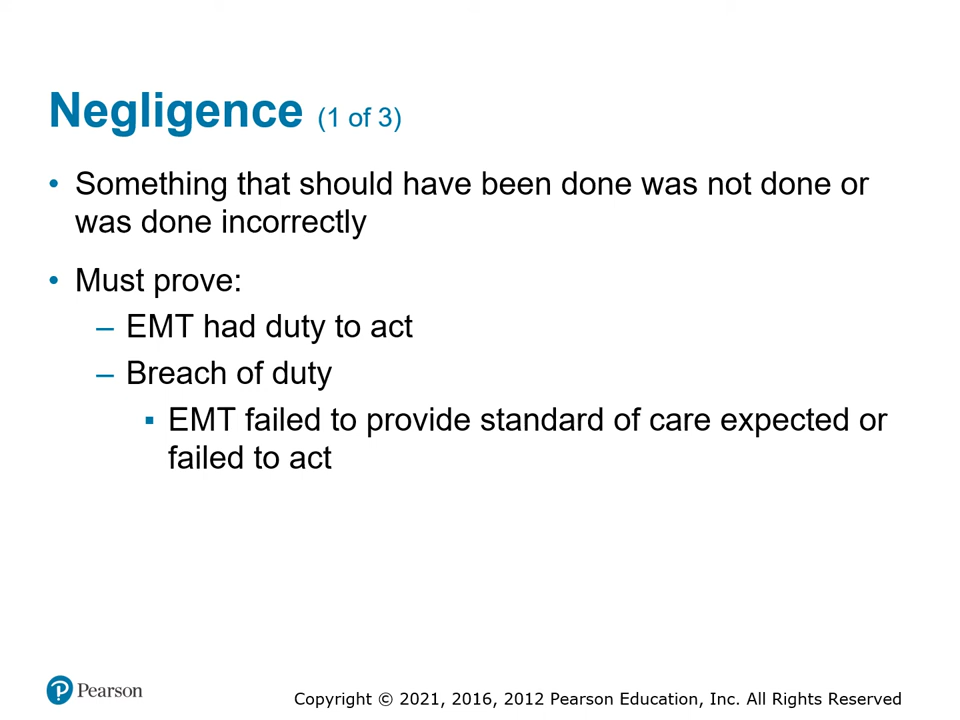 Negligence (1 of 3)
• Something that should have been done was not done or
was done incorrectly
• Must prove:
– EMT had duty to act
– Breach of duty
▪ EMT failed to provide standard of care expected or
failed to act
Pearson
Copyright © 2021, 2016, 2012 Pearson Education, Inc. All Rights Reserved